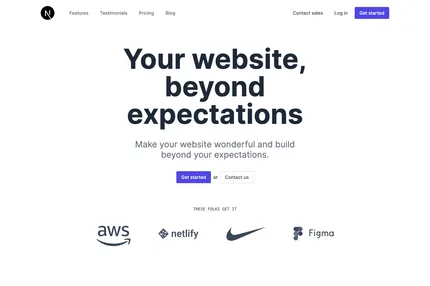 N
Features
Testimonials
Pricing
Blog
Contact sales
Log in
Get started
Your website,
beyond
expectations
Make your website wonderful and build
beyond your expectations.
Get started or Contact us
THESE FOLKS GET IT
aws
netlify
Figma